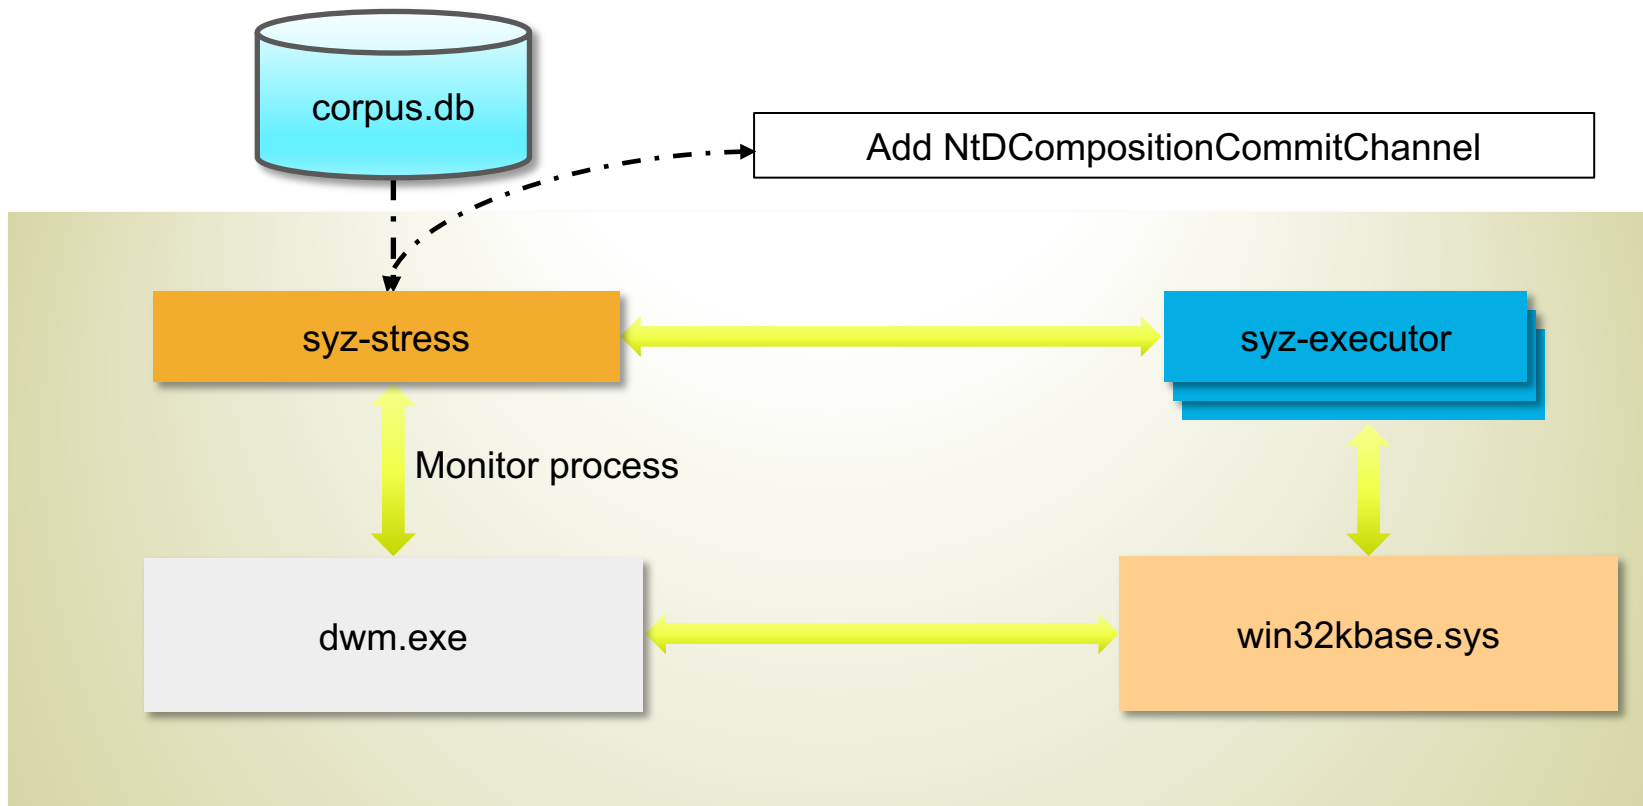 corpus.db
Add NtDCompositionCommitChannel
syz-stress
syz-executor
Monitor process
dwm.exe
win32kbase.sys